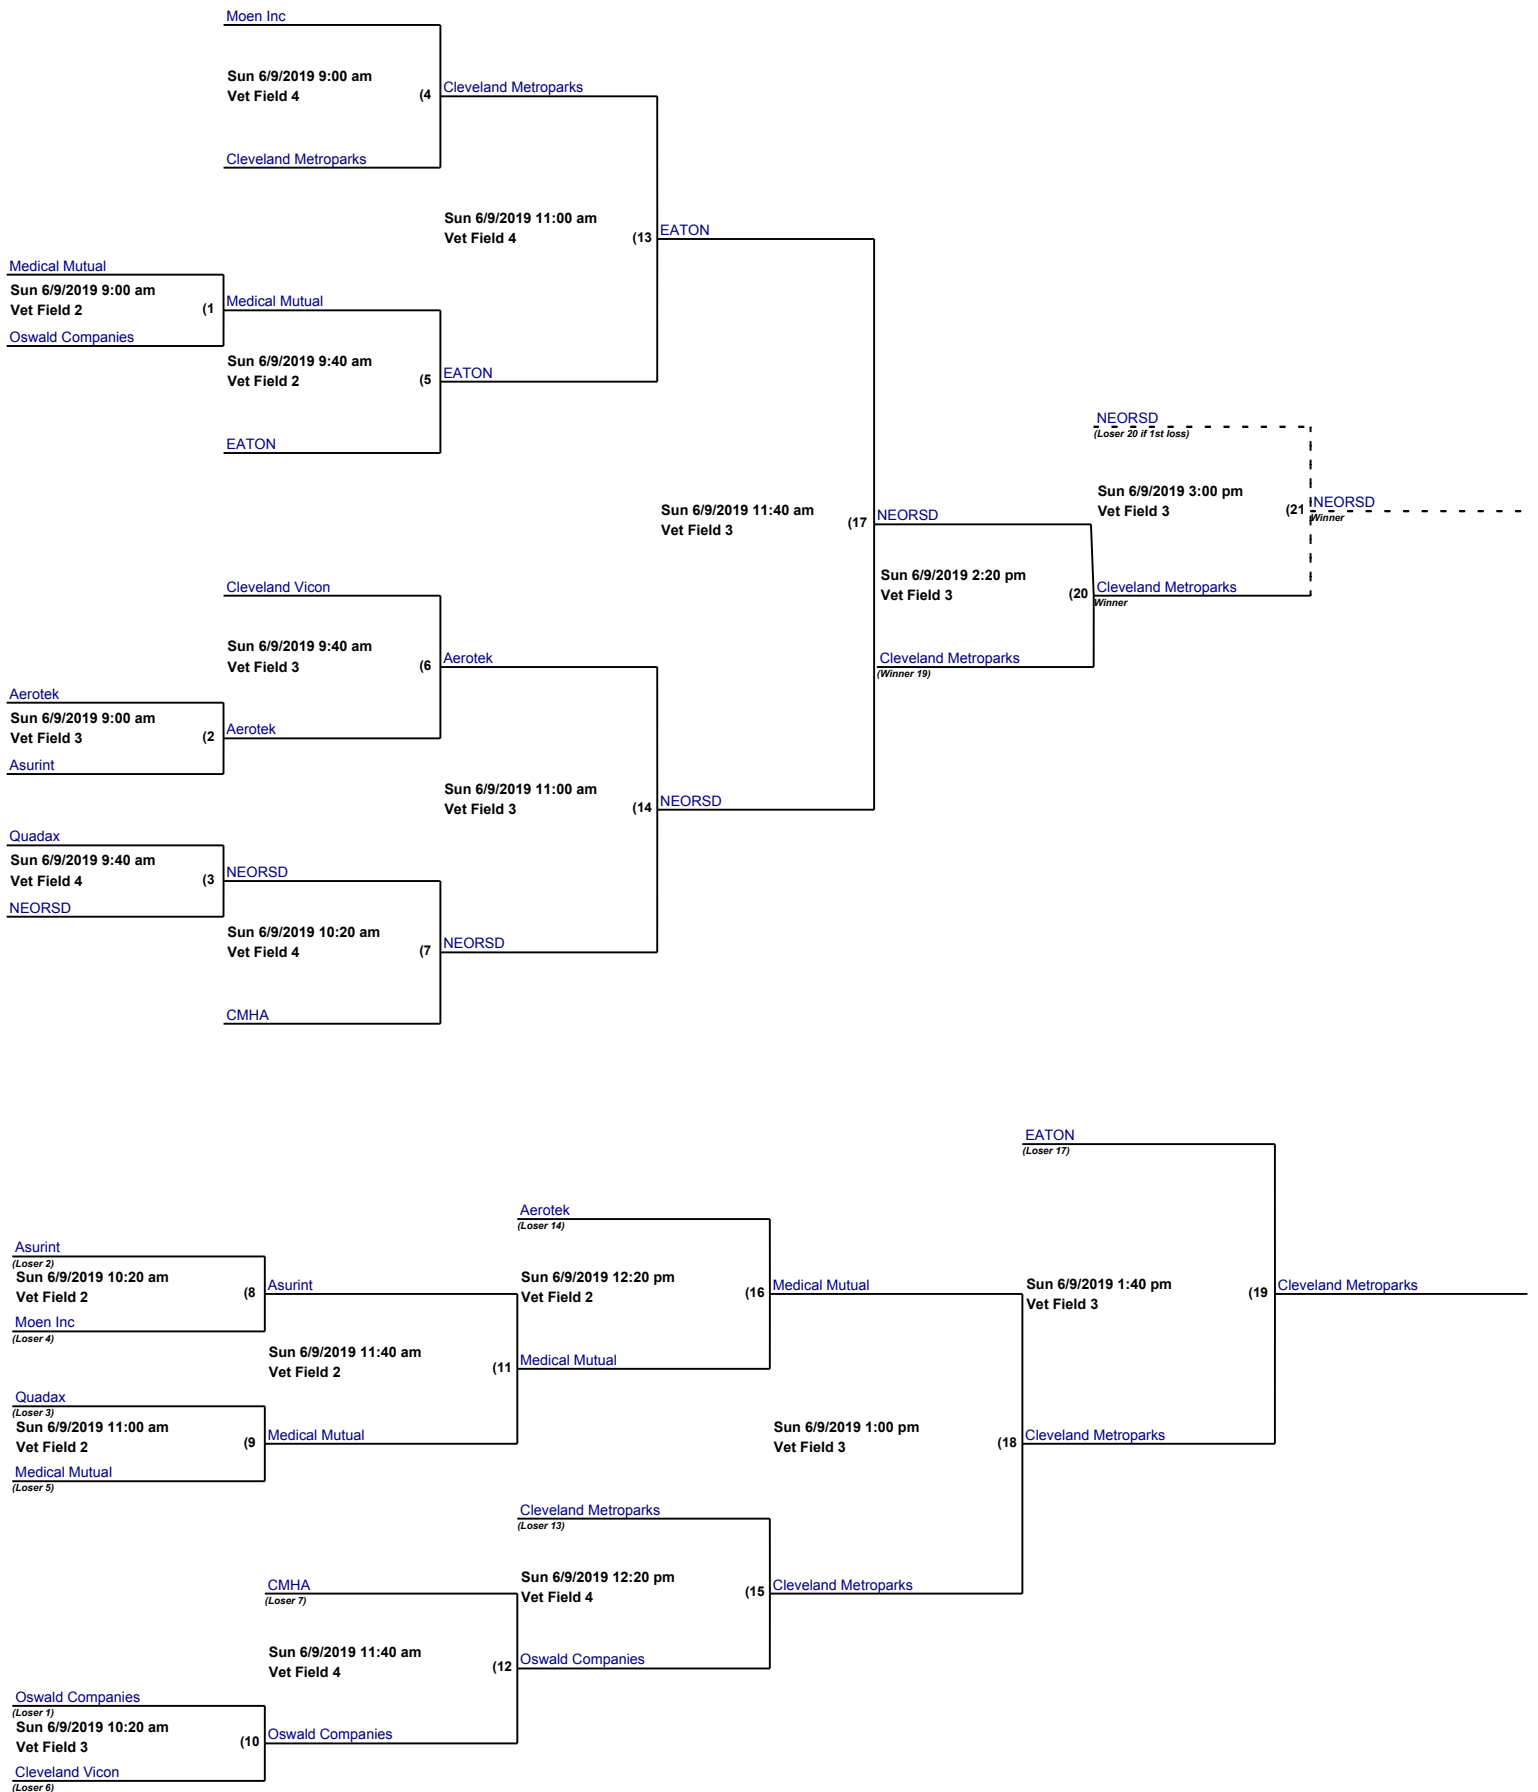 Moen Inc
Sun 6/9/2019 9:00 am
Vet Field 4
(4
Cleveland Metroparks
Cleveland Metroparks
Sun 6/9/2019 11:00 am
Vet Field 4
(13
EATON
Medical Mutual
Sun 6/9/2019 9:00 am
Vet Field 2
(1
Oswald Companies
Medical Mutual
Sun 6/9/2019 9:40 am
Vet Field 2
(5
EATON
EATON
Sun 6/9/2019 11:40 am
Vet Field 3
(17
NEORSD
NEORSD
(Loser 20 if 1st loss)
Sun 6/9/2019 3:00 pm
Vet Field 3
(21
NEORSD
Winner
Sun 6/9/2019 2:20 pm
Vet Field 3
(20
Cleveland Metroparks
Winner
Cleveland Metroparks
(Winner 19)
Cleveland Vicon
Sun 6/9/2019 9:40 am
Vet Field 3
(6
Aerotek
Aerotek
Sun 6/9/2019 9:00 am
Vet Field 3
(2
Aerotek
Asurint
Sun 6/9/2019 11:00 am
Vet Field 3
(14
NEORSD
Quadax
Sun 6/9/2019 9:40 am
Vet Field 4
(3
NEORSD
NEORSD
Sun 6/9/2019 10:20 am
Vet Field 4
(7
NEORSD
CMHA
EATON
(Loser 17)
Aerotek
(Loser 14)
Asurint
(Loser 2)
Sun 6/9/2019 10:20 am
Vet Field 2
(8
Asurint
Moen Inc
(Loser 4)
Sun 6/9/2019 12:20 pm
Vet Field 2
(16
Medical Mutual
Sun 6/9/2019 1:40 pm
Vet Field 3
(19
Cleveland Metroparks
Sun 6/9/2019 11:40 am
Vet Field 2
(11
Medical Mutual
Quadax
(Loser 3)
Sun 6/9/2019 11:00 am
Vet Field 2
(9
Medical Mutual
Medical Mutual
(Loser 5)
Sun 6/9/2019 1:00 pm
Vet Field 3
(18
Cleveland Metroparks
Cleveland Metroparks
(Loser 13)
Sun 6/9/2019 12:20 pm
Vet Field 4
(15
Cleveland Metroparks
CMHA
(Loser 7)
Sun 6/9/2019 11:40 am
Vet Field 4
(12
Oswald Companies
Oswald Companies
(Loser 1)
Sun 6/9/2019 10:20 am
Vet Field 3
(10
Oswald Companies
Cleveland Vicon
(Loser 6)